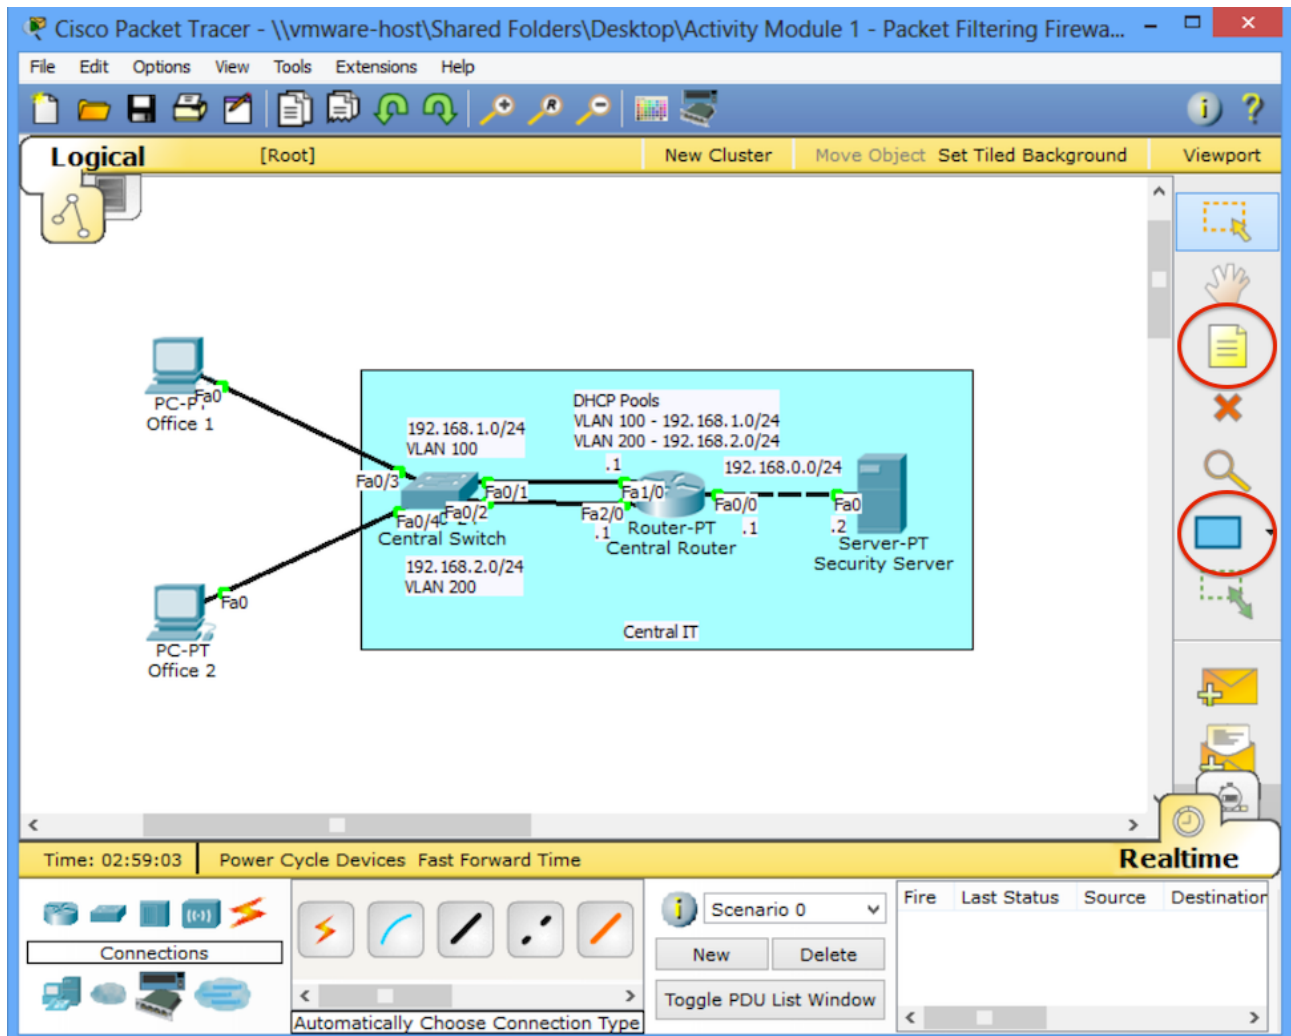 Cisco Packet Tracer - \\vmware-host\Shared Folders\Desktop\Activity Module 1 - Packet Filtering Firewa...
File Edit Options View Tools Extensions Help
Logical [Root] New Cluster Move Object Set Tiled Background Viewport
PC-PT
Fa0
Office 1
DHCP Pools
VLAN 100 - 192.168.1.0/24
VLAN 200 - 192.168.2.0/24
192.168.1.0/24
VLAN 100
.1
192.168.0.0/24
Fa0/3
Fa0/1
Fa1/0
Fa0/0
Fa0
Fa0/4
Fa0/2
Fa2/0
.1
Router-PT
Central Router
.1
.2
Central Switch
Server-PT
Security Server
192.168.2.0/24
VLAN 200
Fa0
PC-PT
Office 2
Central IT
Time: 02:59:03 Power Cycle Devices Fast Forward Time Realtime
Connections
Automatically Choose Connection Type
i Scenario 0
New Delete
Toggle PDU List Window
Fire Last Status Source Destination